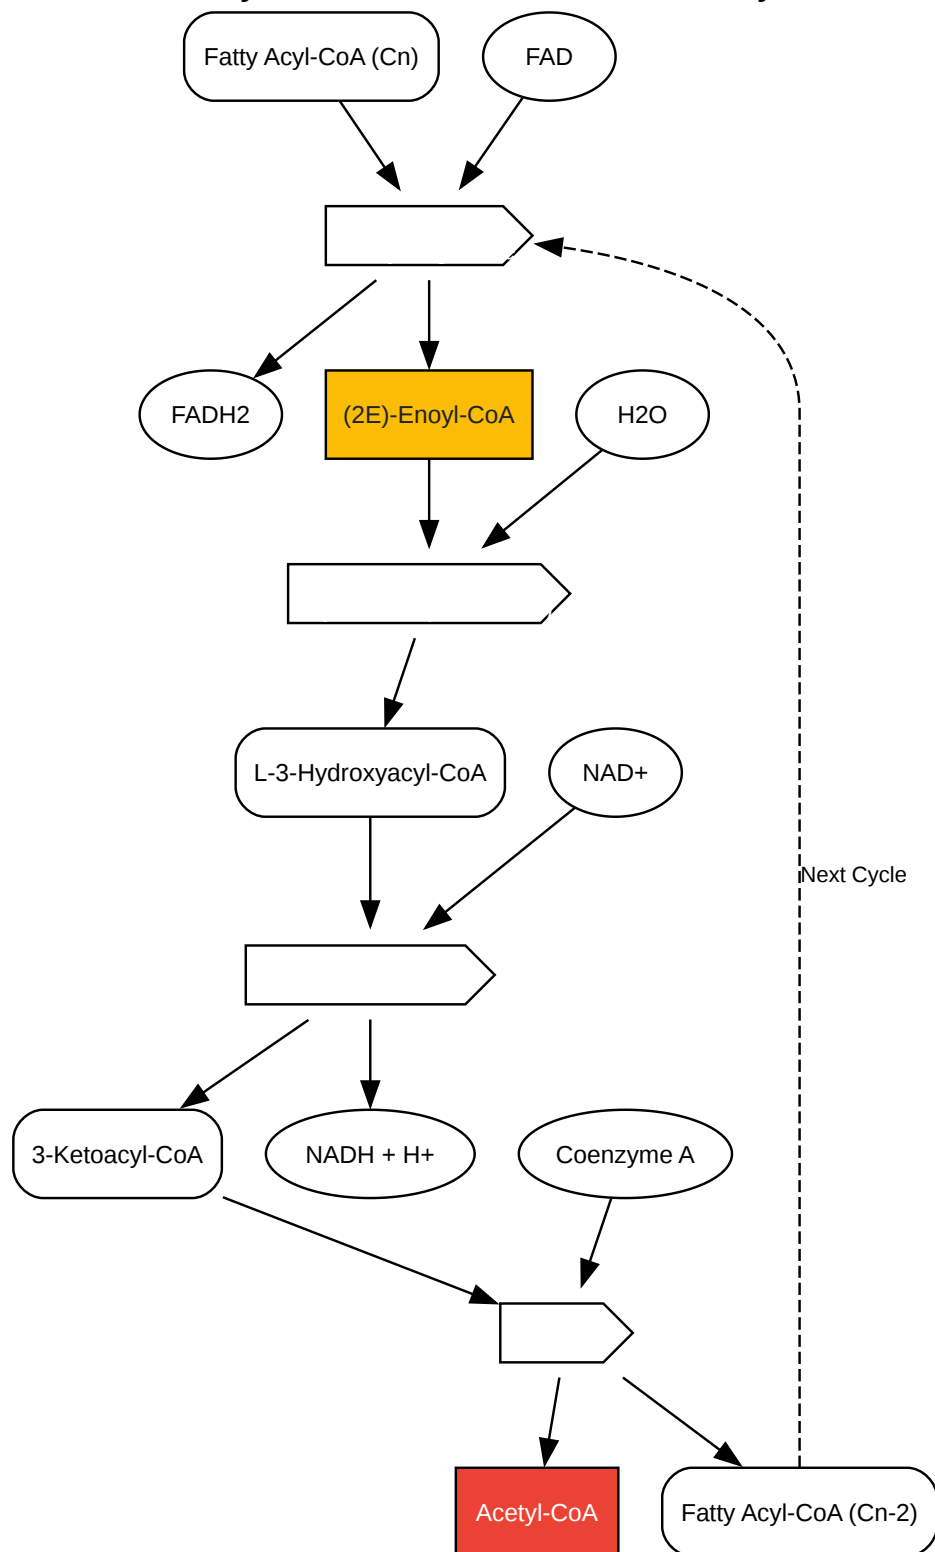 Fatty Acyl-CoA (Cn)
FAD
FADH2
(2E)-Enoyl-CoA
H2O
L-3-Hydroxyacyl-CoA
NAD+
Next Cycle
3-Ketoacyl-CoA
NADH + H+
Coenzyme A
Acetyl-CoA
Fatty Acyl-CoA (Cn-2)